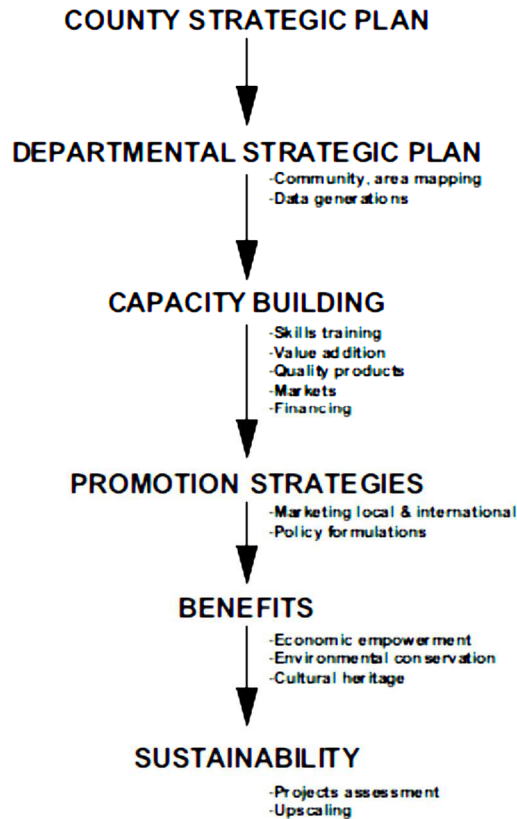 COUNTY STRATEGIC PLAN
DEPARTMENTAL STRATEGIC PLAN
-Community, area mapping
-Data generations
CAPACITY BUILDING
-Skills training
-Value addition
-Quality products
-Markets
-Financing
PROMOTION STRATEGIES
-Marketing local & international
-Policy formulations
BENEFITS
-Economic empowerment
-Environmental conservation
-Cultural heritage
SUSTAINABILITY
-Projects assessment
-Upscaling